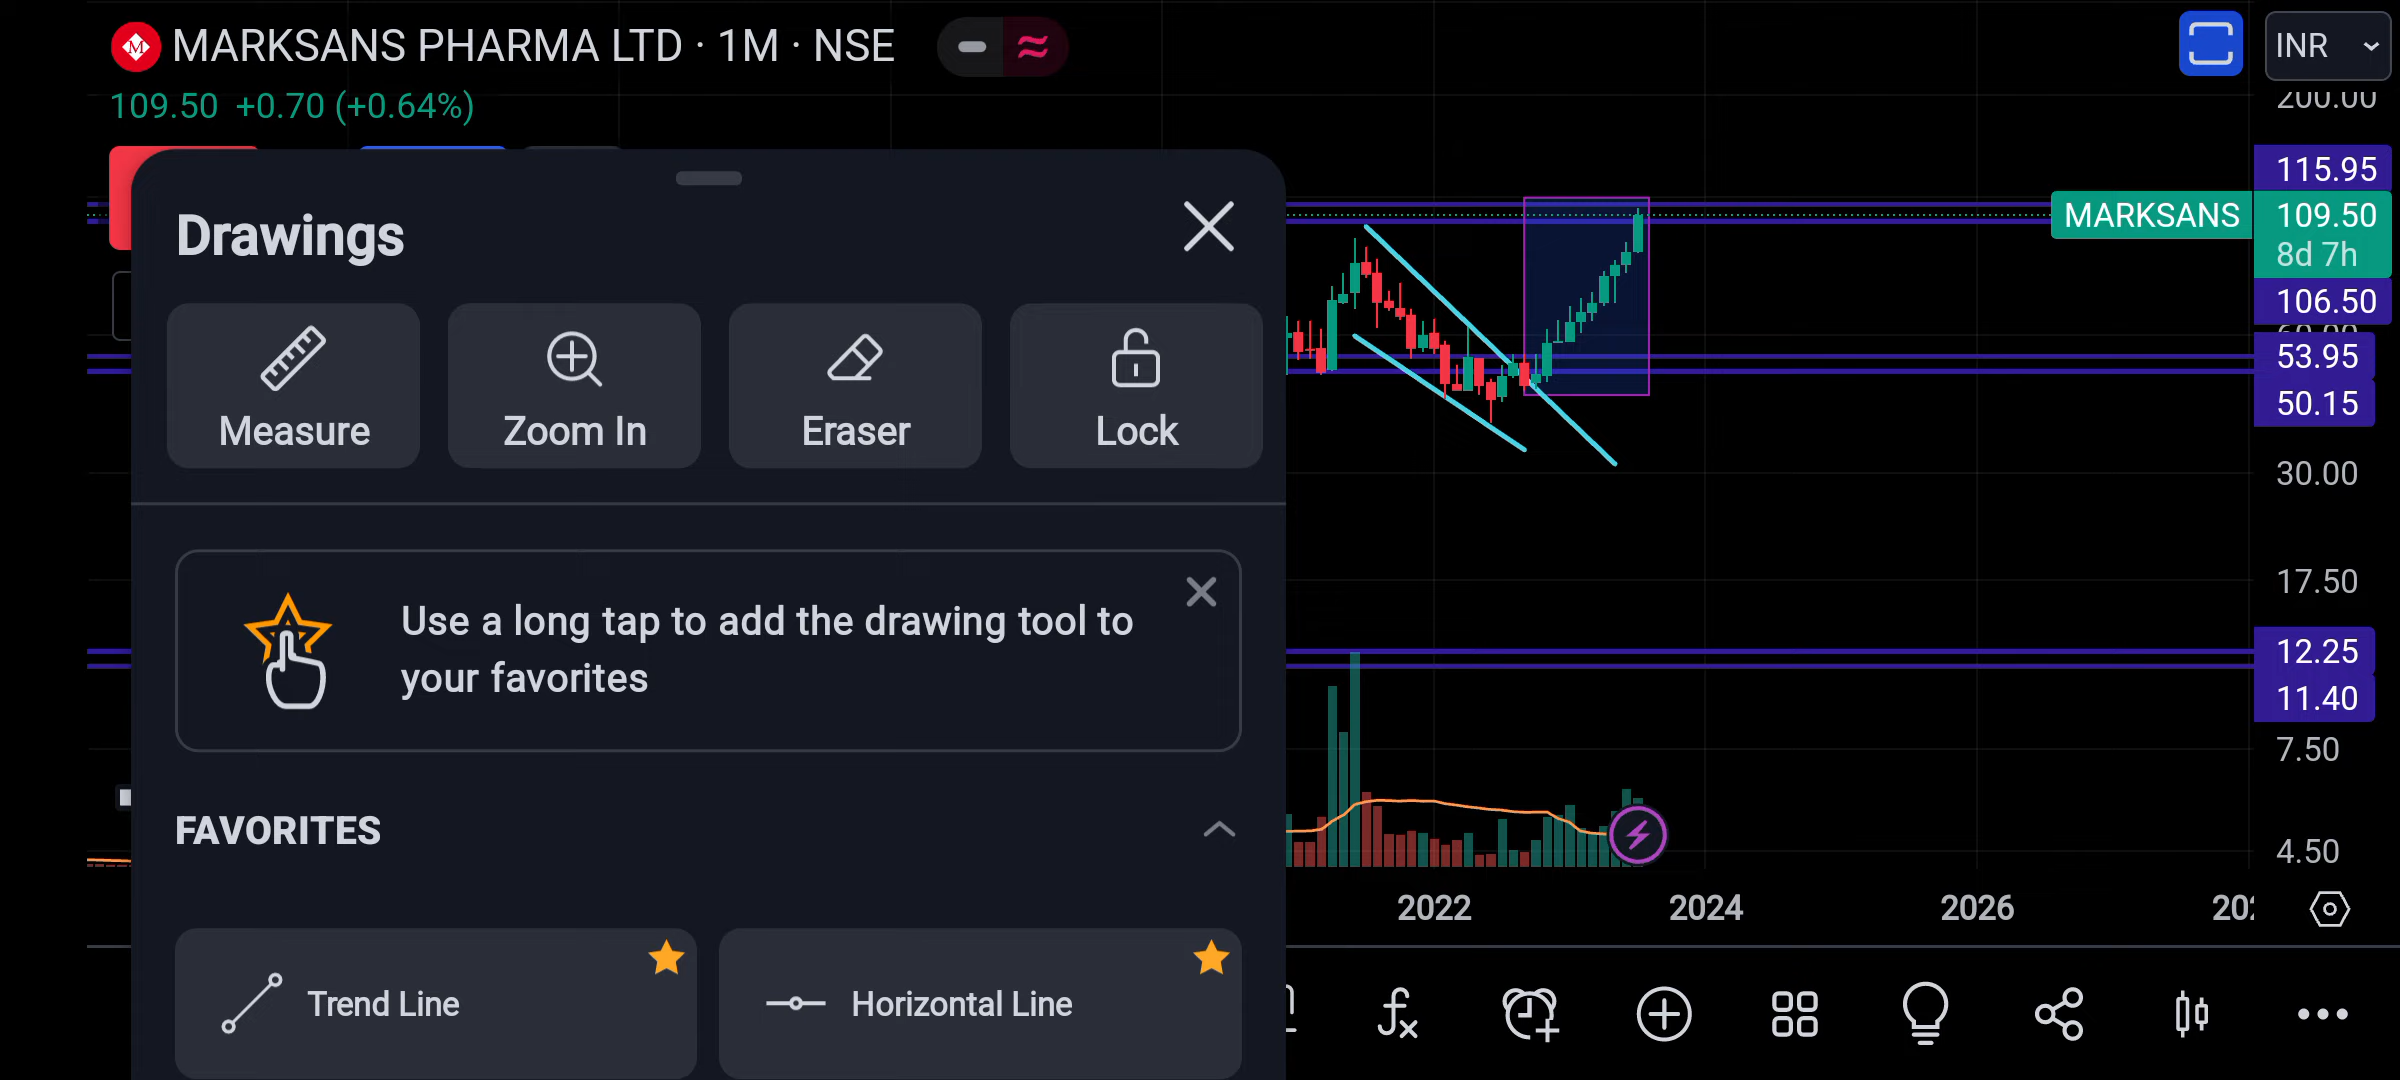 MARKSANS PHARMA LTD · 1M · NSE
109.50 +0.70 (+0.64%)
INR
200.00
115.95
MARKSANS 109.50
8d 7h
106.50
60.00
53.95
50.15
30.00
17.50
12.25
11.40
7.50
4.50
2022 2024 2026
Drawings
Measure Zoom In Eraser Lock
Use a long tap to add the drawing tool to
your favorites
FAVORITES
Trend Line Horizontal Line